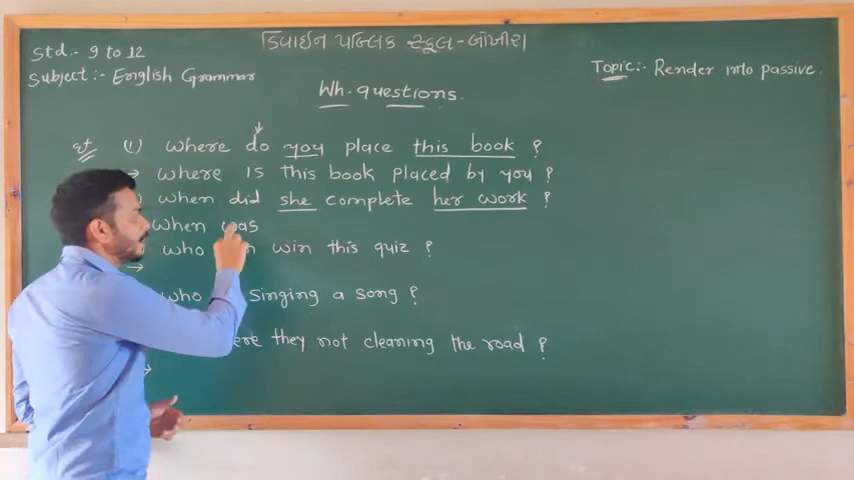 ડિવાઇન પબ્લિક સ્કૂલ-બોખીરા
Std.- 9 to 12
Subject:- English Grammar
Topic:- Render into passive.
Wh-questions.
Ex (1) where do you place this book ?
→ where is this book placed by you ?
when did she complete her work ?
when was
who win this quiz ?
→
who singing a song ?
they not cleaning the road ?
→